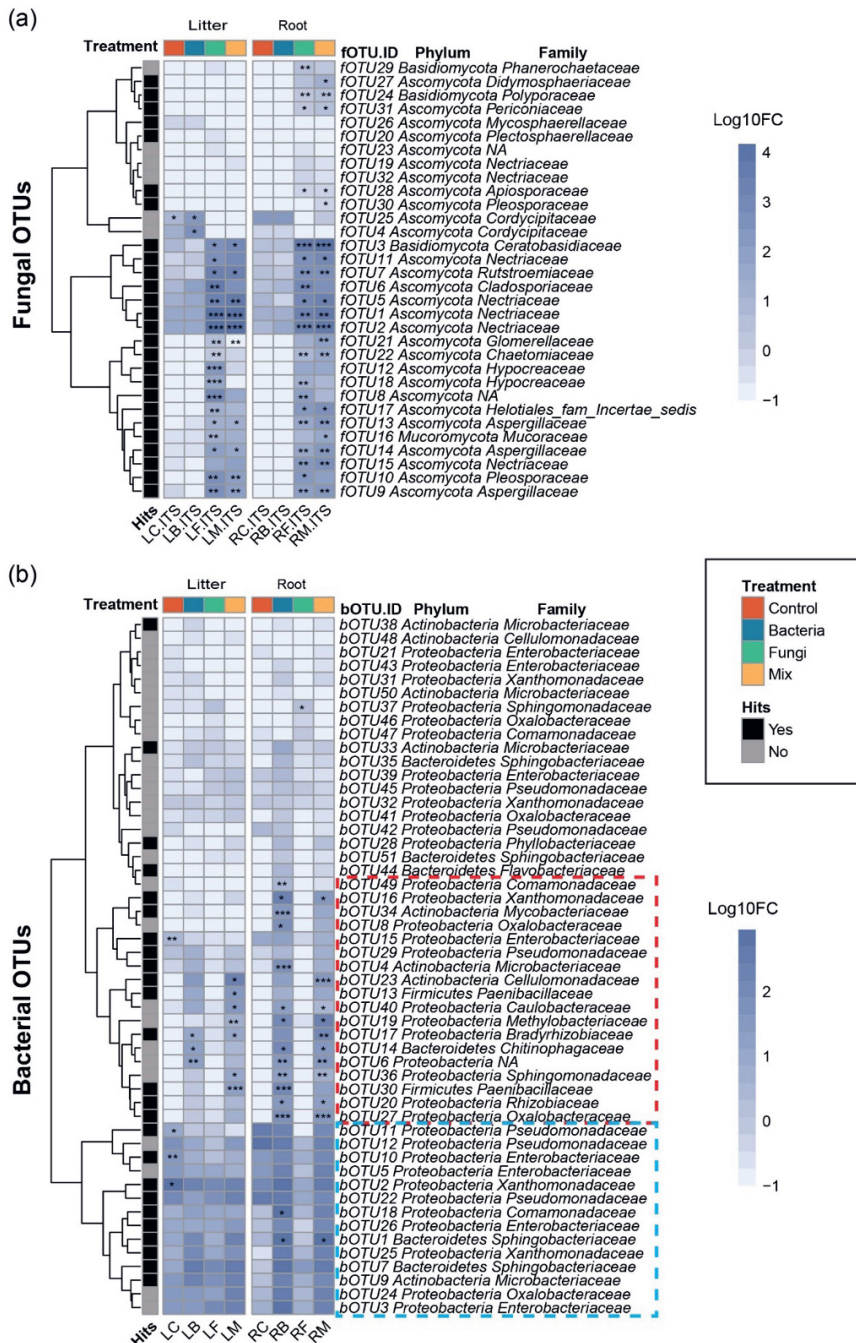 (a)
Litter Root
Treatment fOTU.ID Phylum Family
fOTU29 Basidiomycota Phanerochaetaceae
**
fOTU27 Ascomycota Didymosphaeriaceae
*
fOTU24 Basidiomycota Polyporaceae
** **
fOTU31 Ascomycota Periconiaceae
* *
fOTU26 Ascomycota Mycosphaerellaceae
fOTU20 Ascomycota Plectosphaerellaceae
fOTU23 Ascomycota NA
fOTU19 Ascomycota Nectriaceae
fOTU32 Ascomycota Nectriaceae
* * fOTU28 Ascomycota Apiosporaceae
* fOTU30 Ascomycota Pleosporaceae
* * fOTU25 Ascomycota Cordycipitaceae
* fOTU4 Ascomycota Cordycipitaceae
* * *** *** fOTU3 Basidiomycota Ceratobasidiaceae
* * * fOTU11 Ascomycota Nectriaceae
* * ** ** fOTU7 Ascomycota Rutstroemiaceae
** ** fOTU6 Ascomycota Cladosporiaceae
** ** * * fOTU5 Ascomycota Nectriaceae
*** *** ** ** fOTU1 Ascomycota Nectriaceae
*** *** *** *** fOTU2 Ascomycota Nectriaceae
** ** ** fOTU21 Ascomycota Glomerellaceae
** ** ** fOTU22 Ascomycota Chaetomiaceae
*** fOTU12 Ascomycota Hypocreaceae
*** ** fOTU18 Ascomycota Hypocreaceae
*** ** fOTU8 Ascomycota NA
** * * fOTU17 Ascomycota Helotiales_fam_Incertae_sedis
* * ** ** fOTU13 Ascomycota Aspergillaceae
** * fOTU16 Mucoromycota Mucoraceae
* * ** ** fOTU14 Ascomycota Aspergillaceae
** ** fOTU15 Ascomycota Nectriaceae
** ** * fOTU10 Ascomycota Pleosporaceae
** ** ** ** fOTU9 Ascomycota Aspergillaceae
Fungal OTUs
Hits LC.ITS LB.ITS LF.ITS LM.ITS RC.ITS RB.ITS RF.ITS RM.ITS
Log10FC
4
3
2
1
0
−1
(b)
Litter Root
Treatment bOTU.ID Phylum Family
bOTU38 Actinobacteria Microbacteriaceae
bOTU48 Actinobacteria Cellulomonadaceae
bOTU21 Proteobacteria Enterobacteriaceae
bOTU43 Proteobacteria Enterobacteriaceae
bOTU31 Proteobacteria Xanthomonadaceae
bOTU50 Actinobacteria Microbacteriaceae
* bOTU37 Proteobacteria Sphingomonadaceae
bOTU46 Proteobacteria Oxalobacteraceae
bOTU47 Proteobacteria Comamonadaceae
bOTU33 Actinobacteria Microbacteriaceae
bOTU35 Bacteroidetes Sphingobacteriaceae
bOTU39 Proteobacteria Enterobacteriaceae
bOTU45 Proteobacteria Pseudomonadaceae
bOTU32 Proteobacteria Xanthomonadaceae
bOTU41 Proteobacteria Oxalobacteraceae
bOTU42 Proteobacteria Pseudomonadaceae
bOTU28 Proteobacteria Phyllobacteriaceae
bOTU51 Bacteroidetes Sphingobacteriaceae
bOTU44 Bacteroidetes Flavobacteriaceae
** bOTU49 Proteobacteria Comamonadaceae
* * bOTU16 Proteobacteria Xanthomonadaceae
*** bOTU34 Actinobacteria Mycobacteriaceae
* bOTU8 Proteobacteria Oxalobacteraceae
** bOTU15 Proteobacteria Enterobacteriaceae
bOTU29 Proteobacteria Pseudomonadaceae
*** bOTU4 Actinobacteria Microbacteriaceae
* *** bOTU23 Actinobacteria Cellulomonadaceae
* bOTU13 Firmicutes Paenibacillaceae
* * * bOTU40 Proteobacteria Caulobacteraceae
** * * bOTU19 Proteobacteria Methylobacteriaceae
* * ** bOTU17 Proteobacteria Bradyrhizobiaceae
* * * bOTU14 Bacteroidetes Chitinophagaceae
** ** ** bOTU6 Proteobacteria NA
* ** ** bOTU36 Proteobacteria Sphingomonadaceae
*** *** bOTU30 Firmicutes Paenibacillaceae
* * bOTU20 Proteobacteria Rhizobiaceae
*** *** bOTU27 Proteobacteria Oxalobacteraceae
* bOTU11 Proteobacteria Pseudomonadaceae
bOTU12 Proteobacteria Pseudomonadaceae
** bOTU10 Proteobacteria Enterobacteriaceae
bOTU5 Proteobacteria Enterobacteriaceae
* bOTU2 Proteobacteria Xanthomonadaceae
bOTU22 Proteobacteria Pseudomonadaceae
* bOTU18 Proteobacteria Comamonadaceae
bOTU26 Proteobacteria Enterobacteriaceae
* * bOTU1 Bacteroidetes Sphingobacteriaceae
bOTU25 Proteobacteria Xanthomonadaceae
bOTU7 Bacteroidetes Sphingobacteriaceae
bOTU9 Actinobacteria Microbacteriaceae
bOTU24 Proteobacteria Oxalobacteraceae
bOTU3 Proteobacteria Enterobacteriaceae
Bacterial OTUs
Hits LC LB LF LM RC RB RF RM
Treatment
Control
Bacteria
Fungi
Mix
Hits
Yes
No
Log10FC
2
1
0
−1